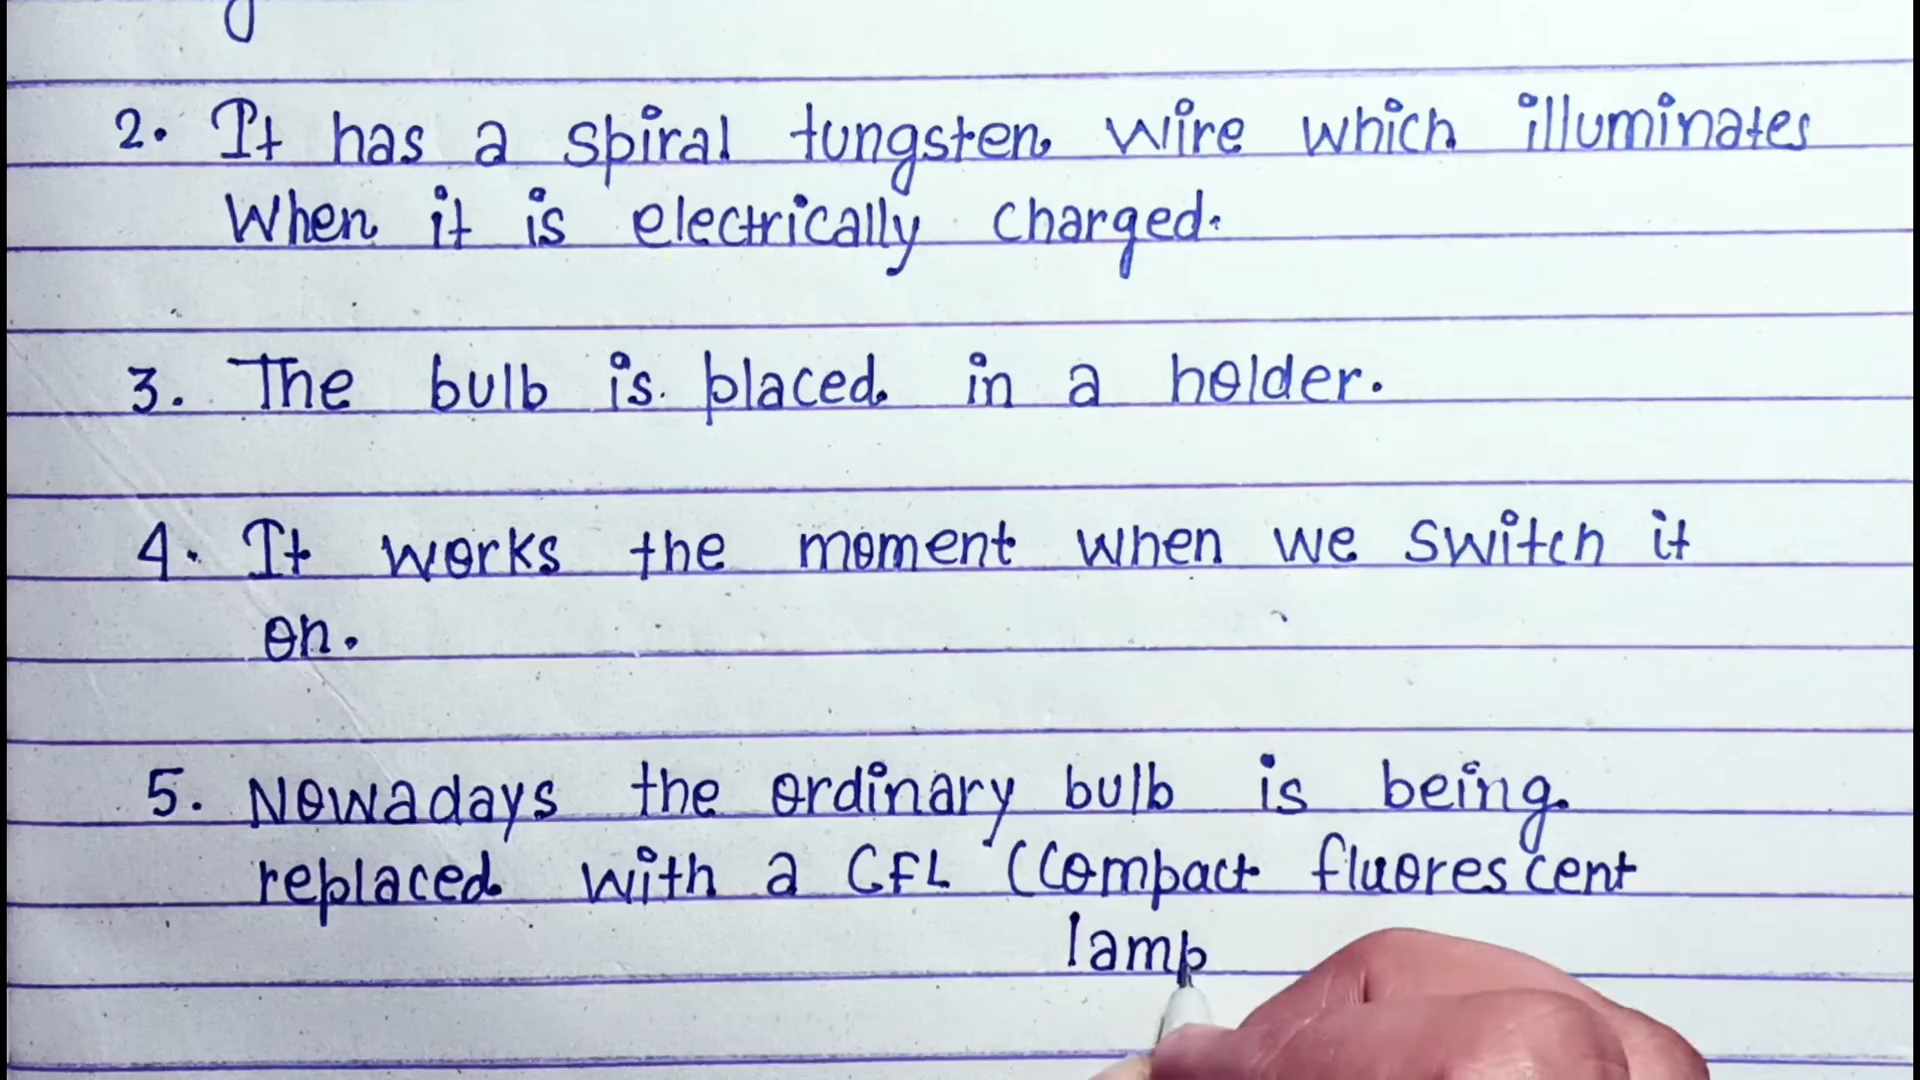 2. It has a spiral tungsten wire which illuminates
When it is electrically charged.
3. The bulb is placed in a holder.
4. It works the moment when we switch it
on.
5. Nowadays the ordinary bulb is being
replaced with a CFL (Compact fluorescent
lamp